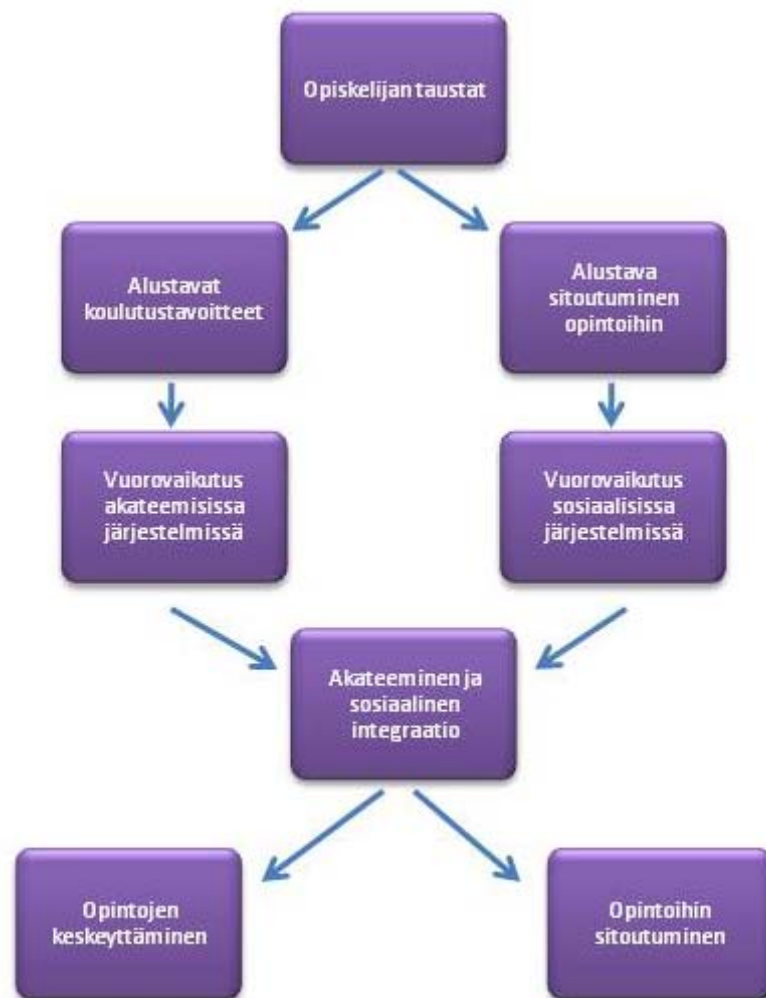 Opiskelijan taustat
Alustavat
koulutustavoitteet
Alustava
sitoutuminen
opintoihin
Vuorovaikutus
akateemisissa
järjestelmissä
Vuorovaikutus
sosiaalisissa
järjestelmissä
Akateeminen ja
sosiaalinen
integraatio
Opintojen
keskeyttäminen
Opintoihin
sitoutuminen